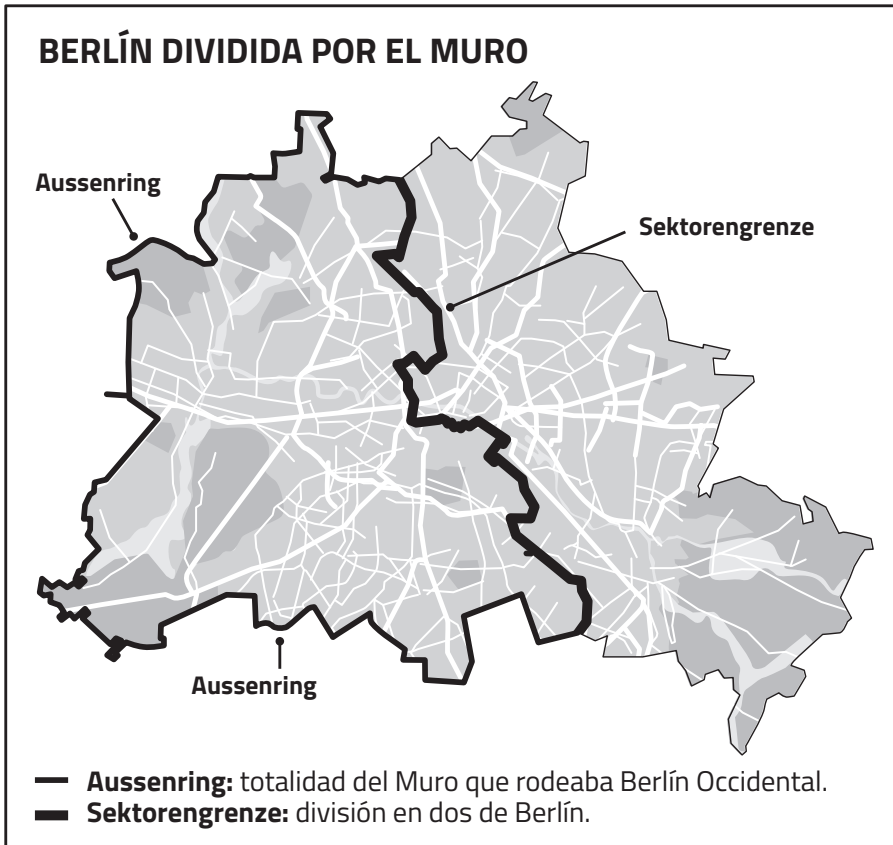 BERLÍN DIVIDIDA POR EL MURO
Aussenring
Sektorengrenze
Aussenring
Aussenring: totalidad del Muro que rodeaba Berlín Occidental.
Sektorengrenze: división en dos de Berlín.